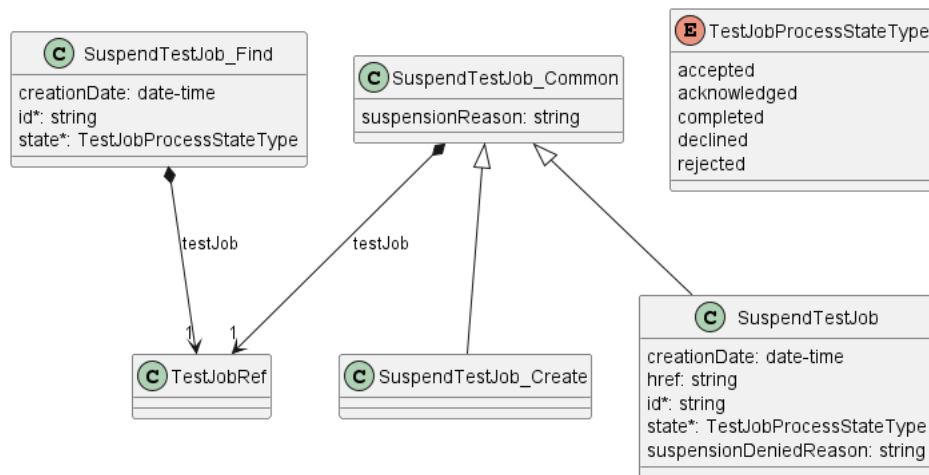 C SuspendTestJob_Find
creationDate: date-time
id*: string
state*: TestJobProcessStateType
C SuspendTestJob_Common
suspensionReason: string
E TestJobProcessStateType
accepted
acknowledged
completed
declined
rejected
testJob
testJob
1
1
C TestJobRef
C SuspendTestJob_Create
C SuspendTestJob
creationDate: date-time
href: string
id*: string
state*: TestJobProcessStateType
suspensionDeniedReason: string